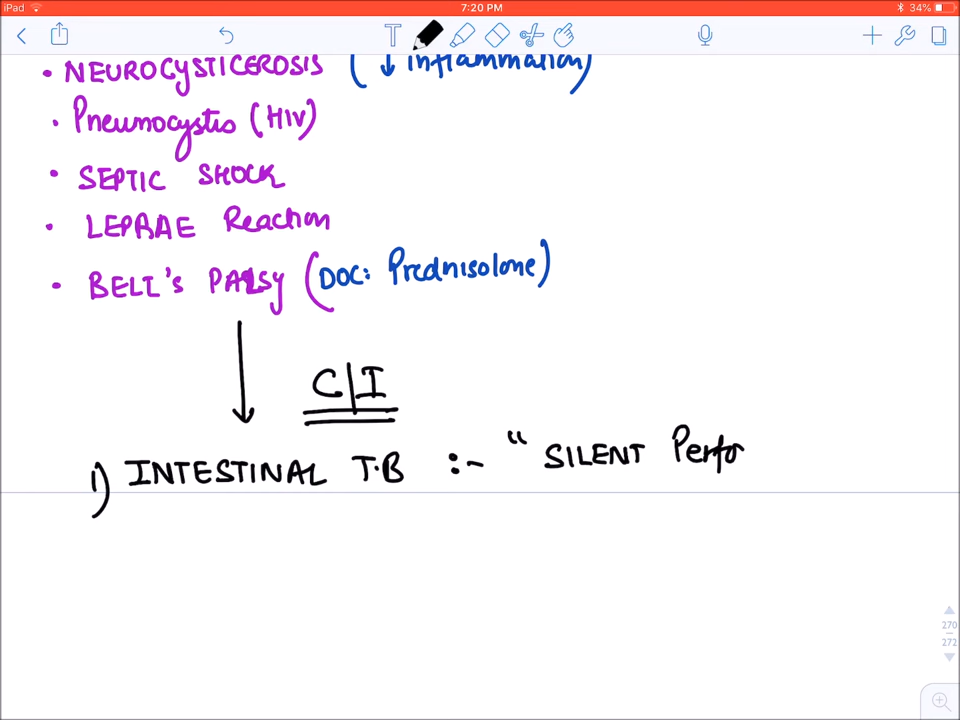 iPad 7:20 PM 34%
T
• NEUROCYSTICEROSIS (↓ inflammation)
• Pneumocystis (HIV)
• SEPTIC SHOCK
• LEPRAE Reaction
• BELL's PALSY (DOC: Prednisolone)
C|I
1) INTESTINAL T.B :- " SILENT Perfo
270
272